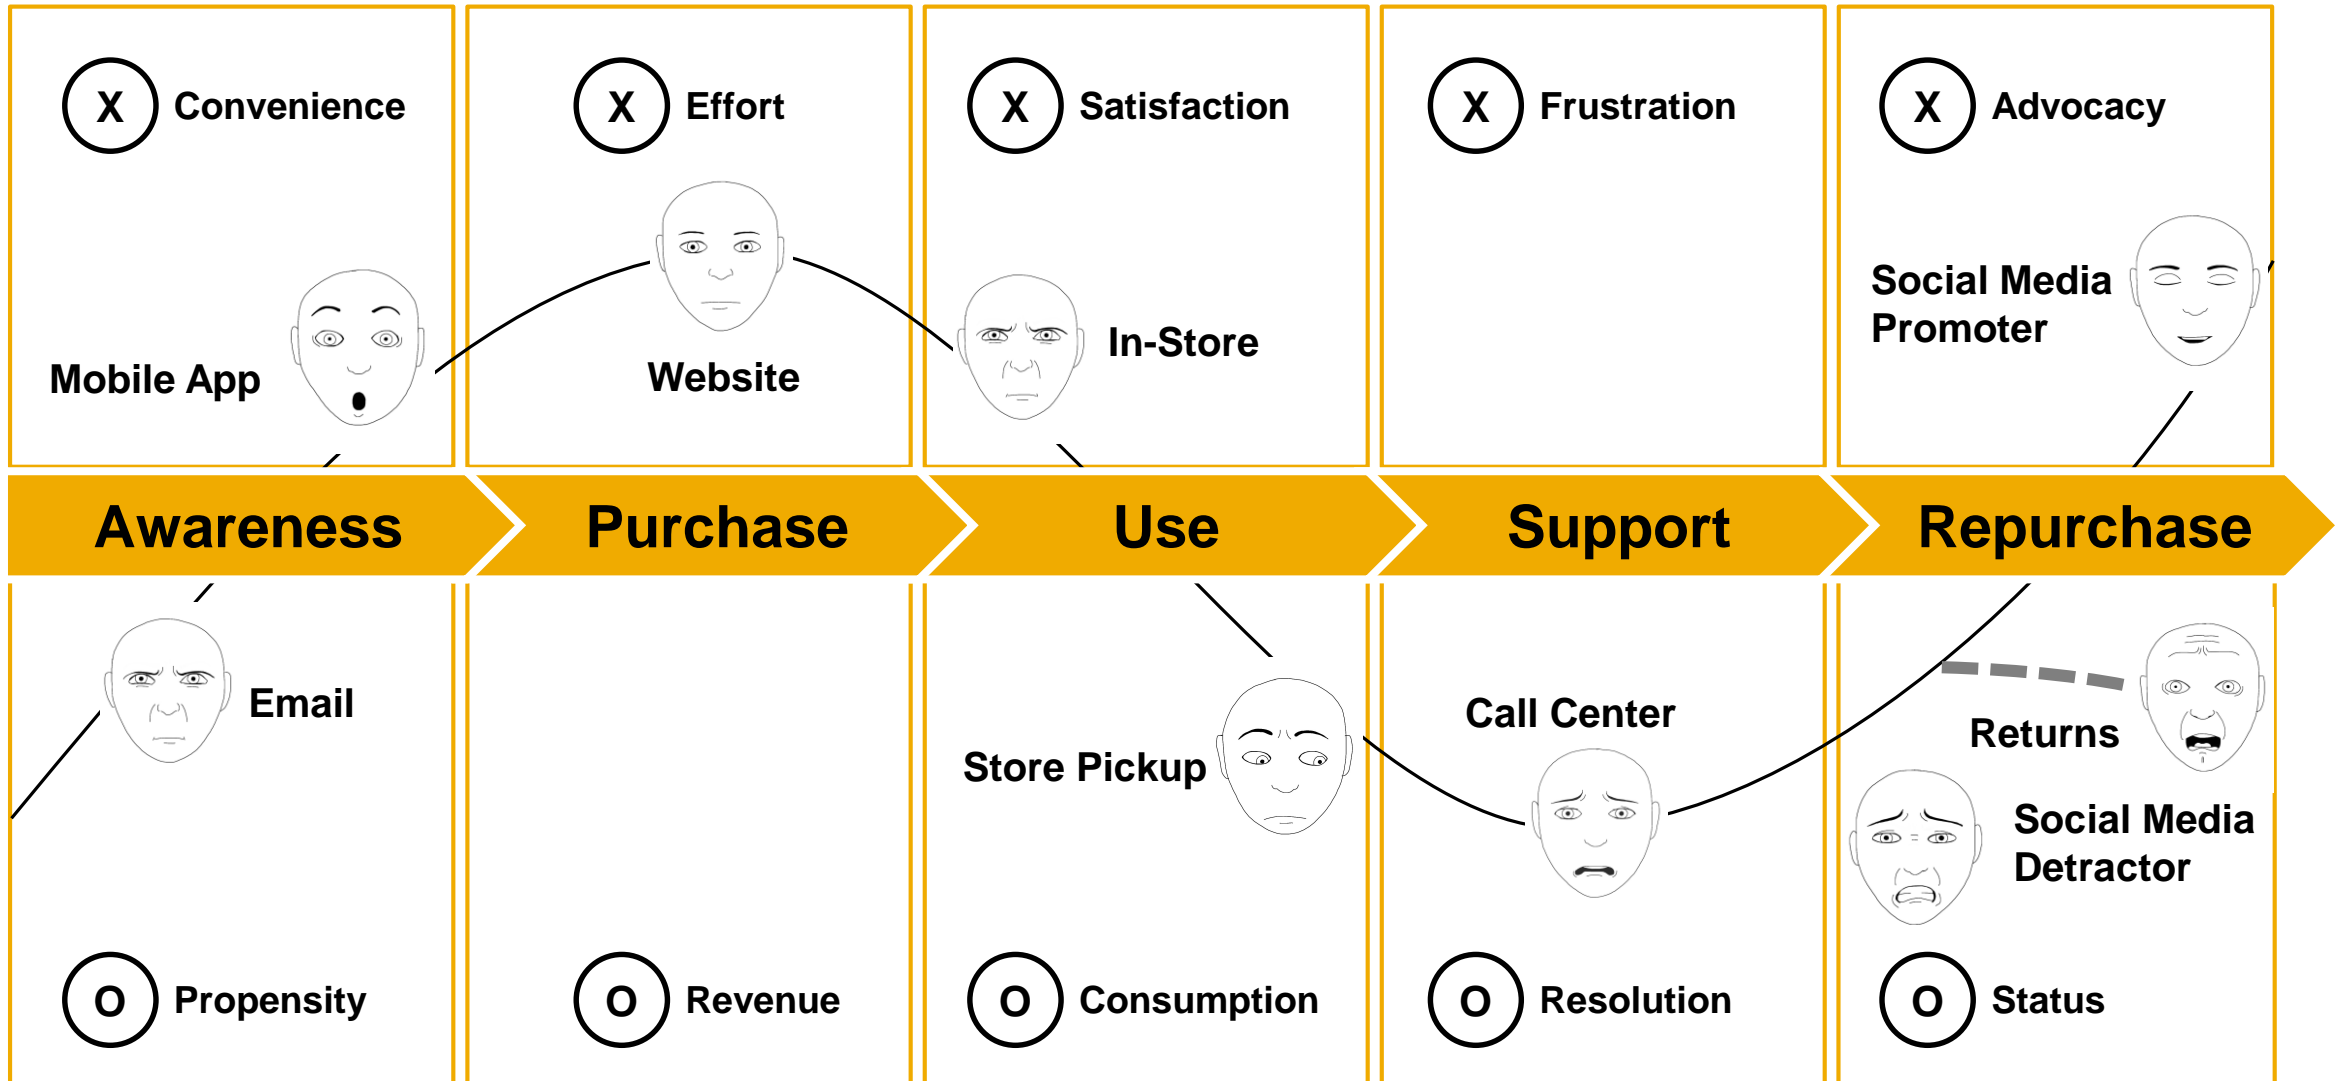 X Convenience
X Effort
X Satisfaction
X Frustration
X Advocacy
Mobile App
Website
In-Store
Social Media
Promoter
Awareness
Purchase
Use
Support
Repurchase
Email
Store Pickup
Call Center
Returns
Social Media
Detractor
O Propensity
O Revenue
O Consumption
O Resolution
O Status